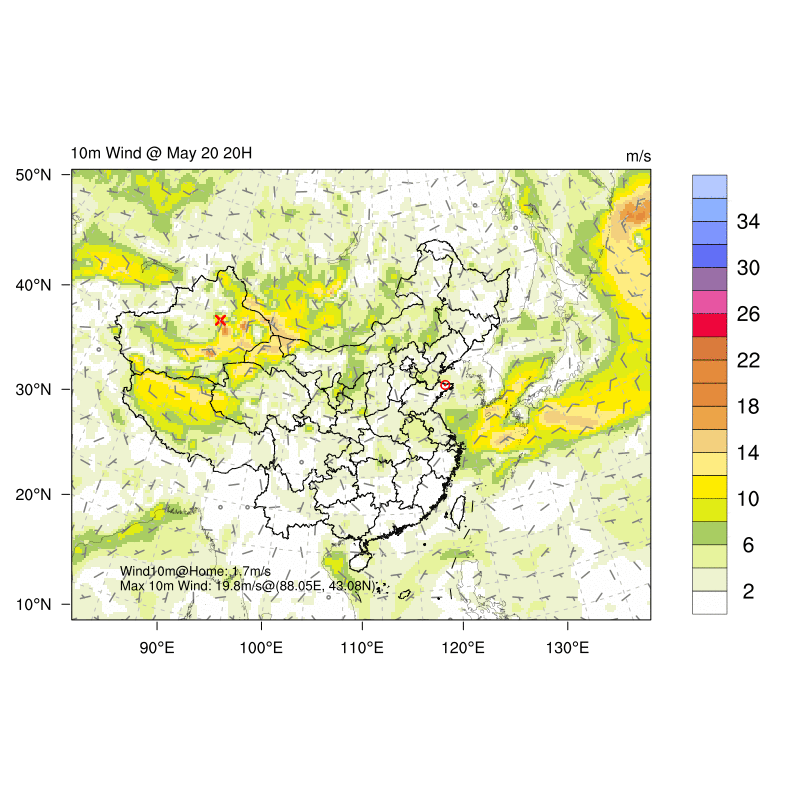 10m Wind @ May 20 20H
m/s
50°N
40°N
30°N
20°N
10°N
90°E
100°E
110°E
120°E
130°E
34
30
26
22
18
14
10
6
2
Wind10m@Home: 1.7m/s
Max 10m Wind: 19.8m/s@(88.05E, 43.08N)